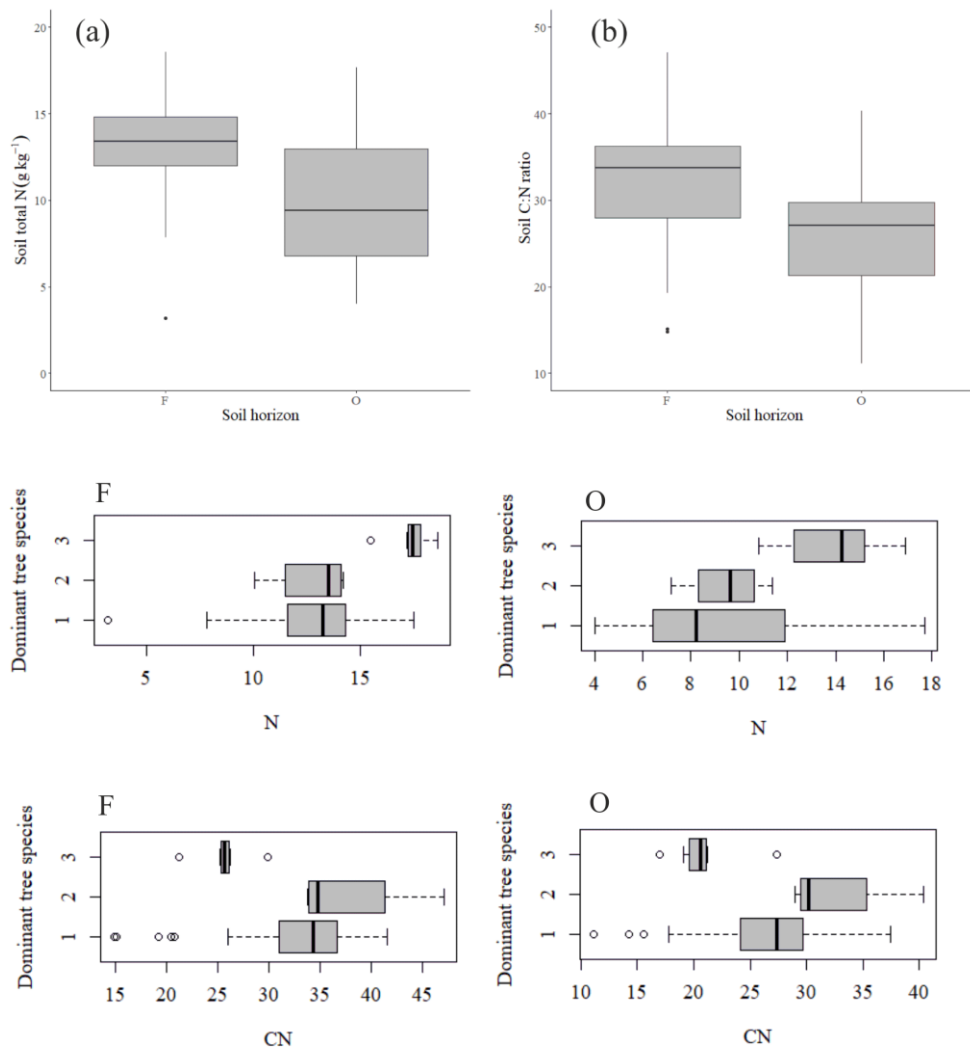 (a)
20
15
10
5
0
Soil total N(g kg⁻¹)
F
O
Soil horizon
(b)
50
40
30
20
10
Soil C:N ratio
F
O
Soil horizon
F
Dominant tree species
3
2
1
5
10
15
N
O
Dominant tree species
3
2
1
4
6
8
10
12
14
16
18
N
F
Dominant tree species
3
2
1
15
20
25
30
35
40
45
CN
O
Dominant tree species
3
2
1
10
15
20
25
30
35
40
CN